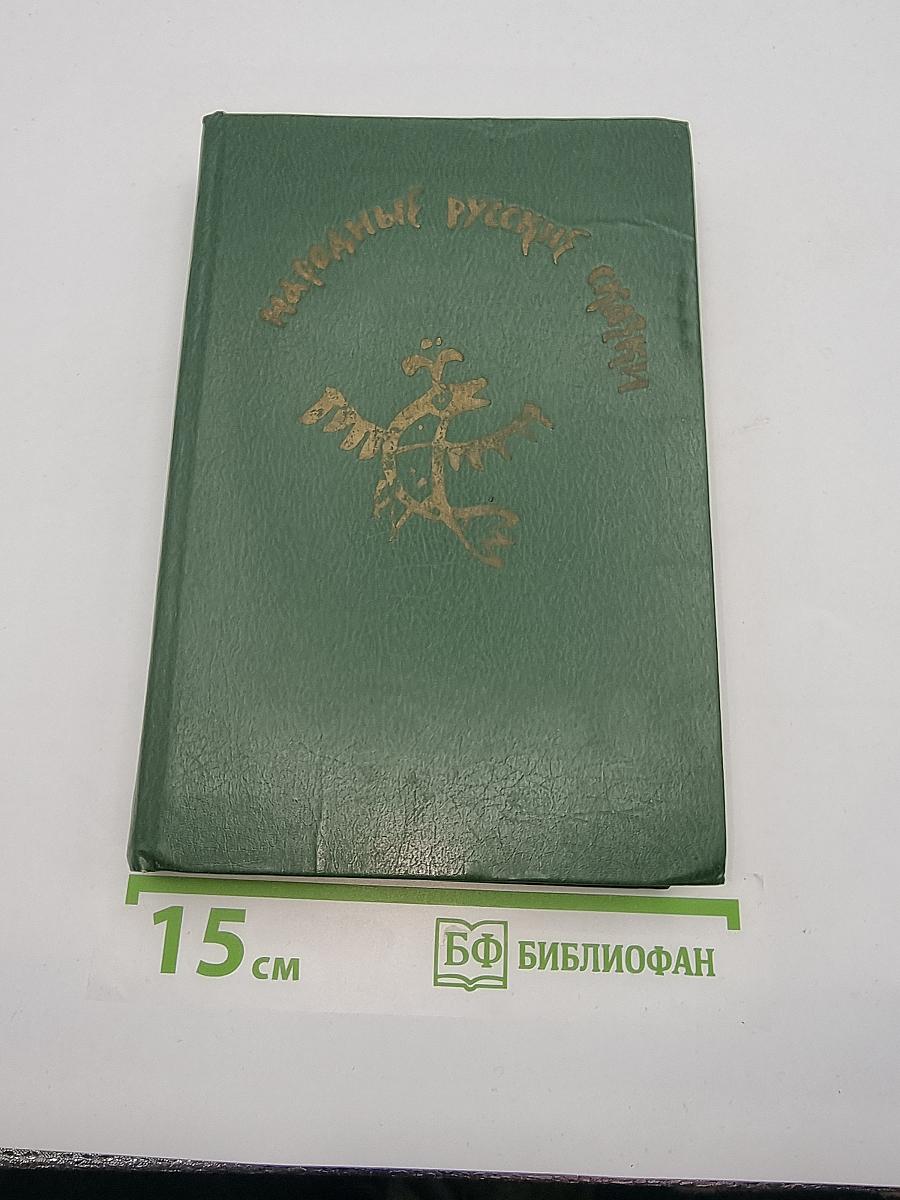 народные русские сказки
15 см
БФ БИБЛИОФАН